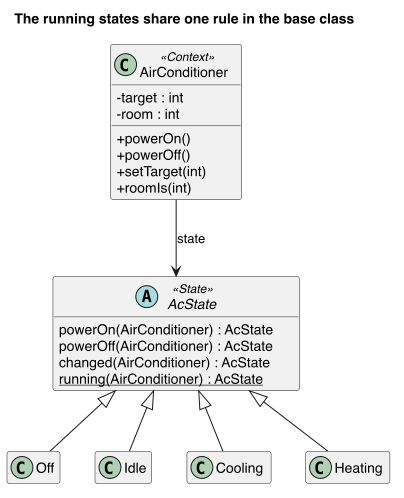 The running states share one rule in the base class
C «Context»
AirConditioner
-target : int
-room : int
+powerOn()
+powerOff()
+setTarget(int)
+roomIs(int)
state
A «State»
AcState
powerOn(AirConditioner) : AcState
powerOff(AirConditioner) : AcState
changed(AirConditioner) : AcState
running(AirConditioner) : AcState
C Off
C Idle
C Cooling
C Heating